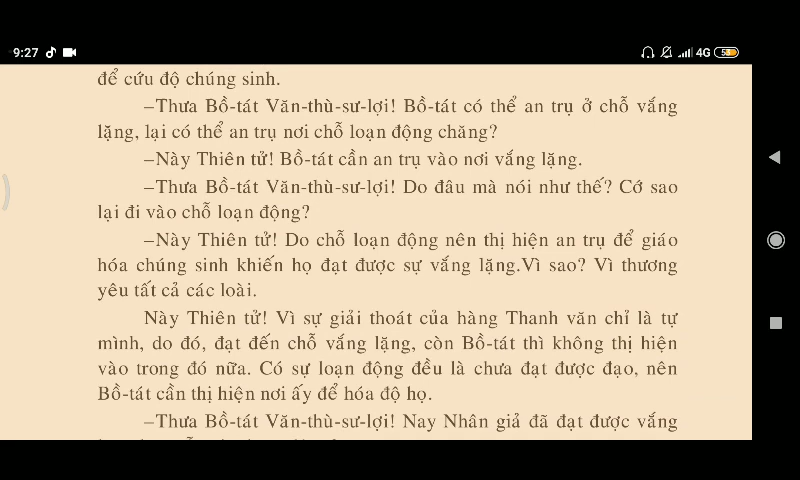 9:27
4G 53
để cứu độ chúng sinh.
–Thưa Bồ-tát Văn-thù-sư-lợi! Bồ-tát có thể an trụ ở chỗ vắng
lặng, lại có thể an trụ nơi chỗ loạn động chăng?
–Này Thiên tử! Bồ-tát cần an trụ vào nơi vắng lặng.
–Thưa Bồ-tát Văn-thù-sư-lợi! Do đâu mà nói như thế? Cớ sao
lại đi vào chỗ loạn động?
–Này Thiên tử! Do chỗ loạn động nên thị hiện an trụ để giáo
hóa chúng sinh khiến họ đạt được sự vắng lặng.Vì sao? Vì thương
yêu tất cả các loài.
Này Thiên tử! Vì sự giải thoát của hàng Thanh văn chỉ là tự
mình, do đó, đạt đến chỗ vắng lặng, còn Bồ-tát thì không thị hiện
vào trong đó nữa. Có sự loạn động đều là chưa đạt được đạo, nên
Bồ-tát cần thị hiện nơi ấy để hóa độ họ.
–Thưa Bồ-tát Văn-thù-sư-lợi! Nay Nhân giả đã đạt được vắng